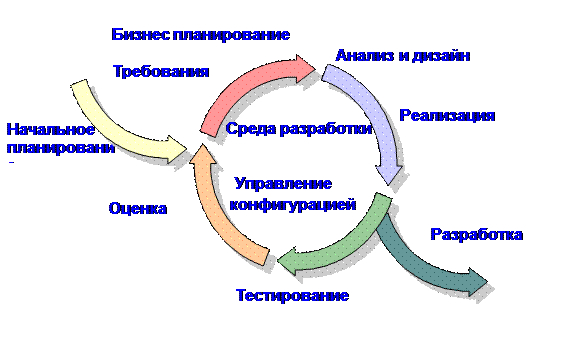 Бизнес планирование
Анализ и дизайн
Требования
Реализация
Начальное
планировани
Среда разработки
Управление
конфигурацией
Оценка
Разработка
Тестирование